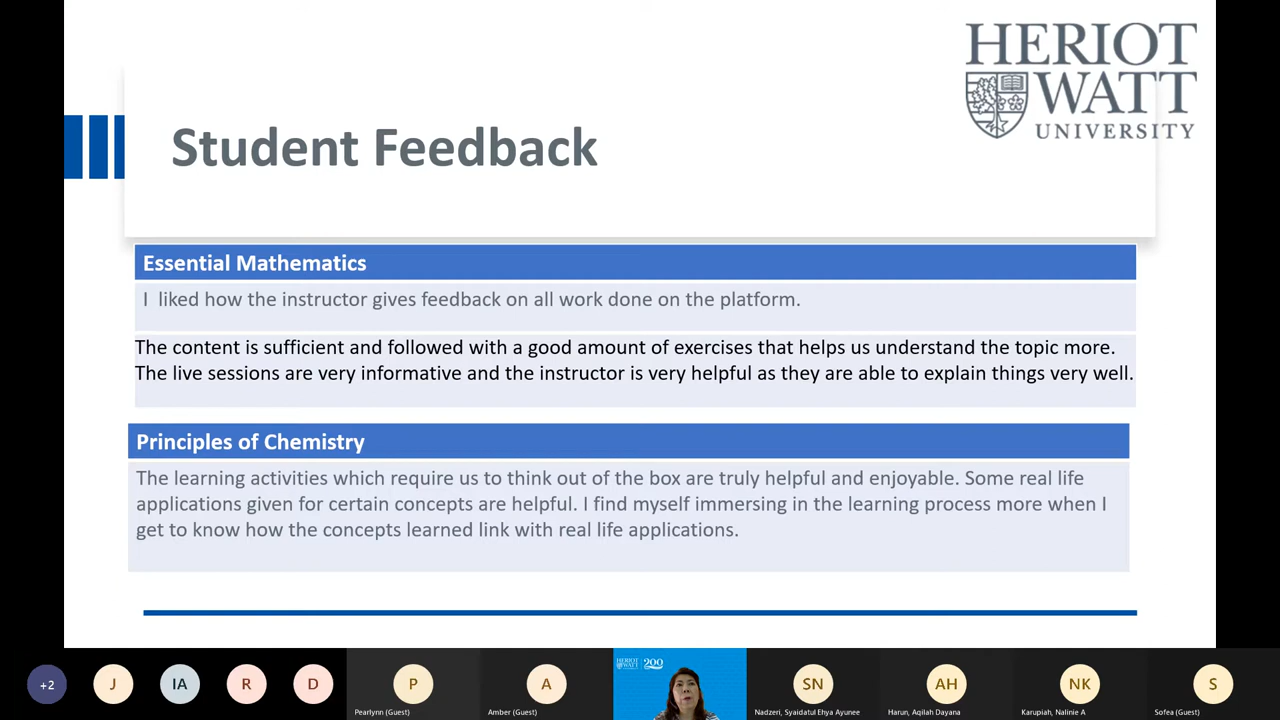 HERIOT
WATT
UNIVERSITY
Student Feedback
Essential Mathematics
I liked how the instructor gives feedback on all work done on the platform.
The content is sufficient and followed with a good amount of exercises that helps us understand the topic more.
The live sessions are very informative and the instructor is very helpful as they are able to explain things very well.
Principles of Chemistry
The learning activities which require us to think out of the box are truly helpful and enjoyable. Some real life
applications given for certain concepts are helpful. I find myself immersing in the learning process more when I
get to know how the concepts learned link with real life applications.
+2
J
IA
R
D
P
A
HERIOT WATT 200
SN
AH
NK
S
Pearlynn (Guest)
Amber (Guest)
Nadzeri, Syaidatul Ehya Ayunee
Harun, Aqilah Dayana
Karupiah, Nalinie A
Sofea (Guest)